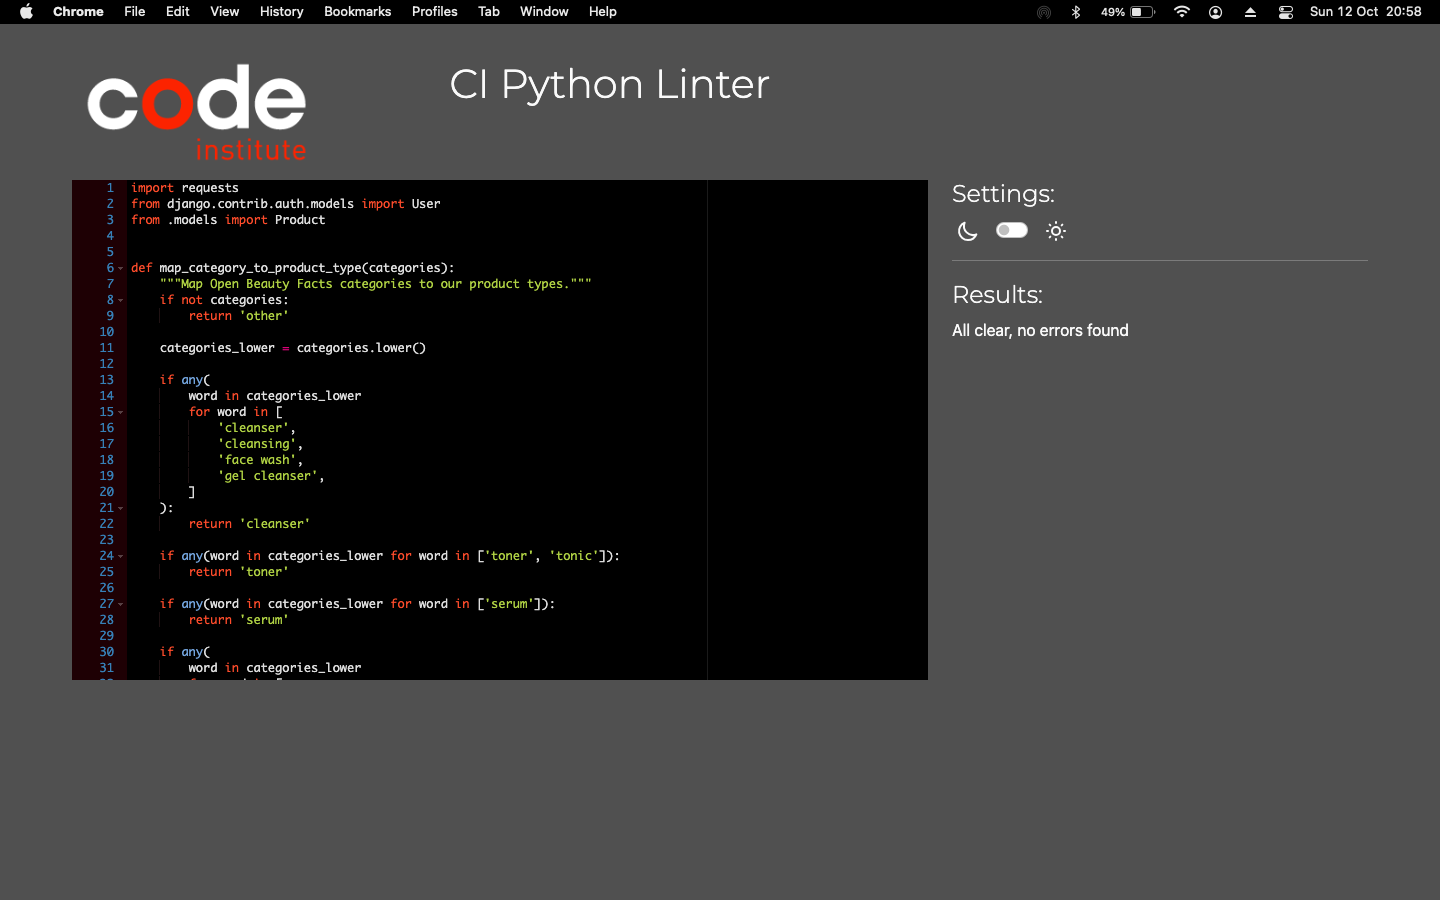 Chrome File Edit View History Bookmarks Profiles Tab Window Help 49% Sun 12 Oct 20:58
code
institute
CI Python Linter
1 import requests
2 from django.contrib.auth.models import User
3 from .models import Product
4
5
6 def map_category_to_product_type(categories):
7     """Map Open Beauty Facts categories to our product types."""
8     if not categories:
9         return 'other'
10
11     categories_lower = categories.lower()
12
13     if any(
14         word in categories_lower
15         for word in [
16             'cleanser',
17             'cleansing',
18             'face wash',
19             'gel cleanser',
20         ]
21     ):
22         return 'cleanser'
23
24     if any(word in categories_lower for word in ['toner', 'tonic']):
25         return 'toner'
26
27     if any(word in categories_lower for word in ['serum']):
28         return 'serum'
29
30     if any(
31         word in categories_lower
Settings:
Results:
All clear, no errors found